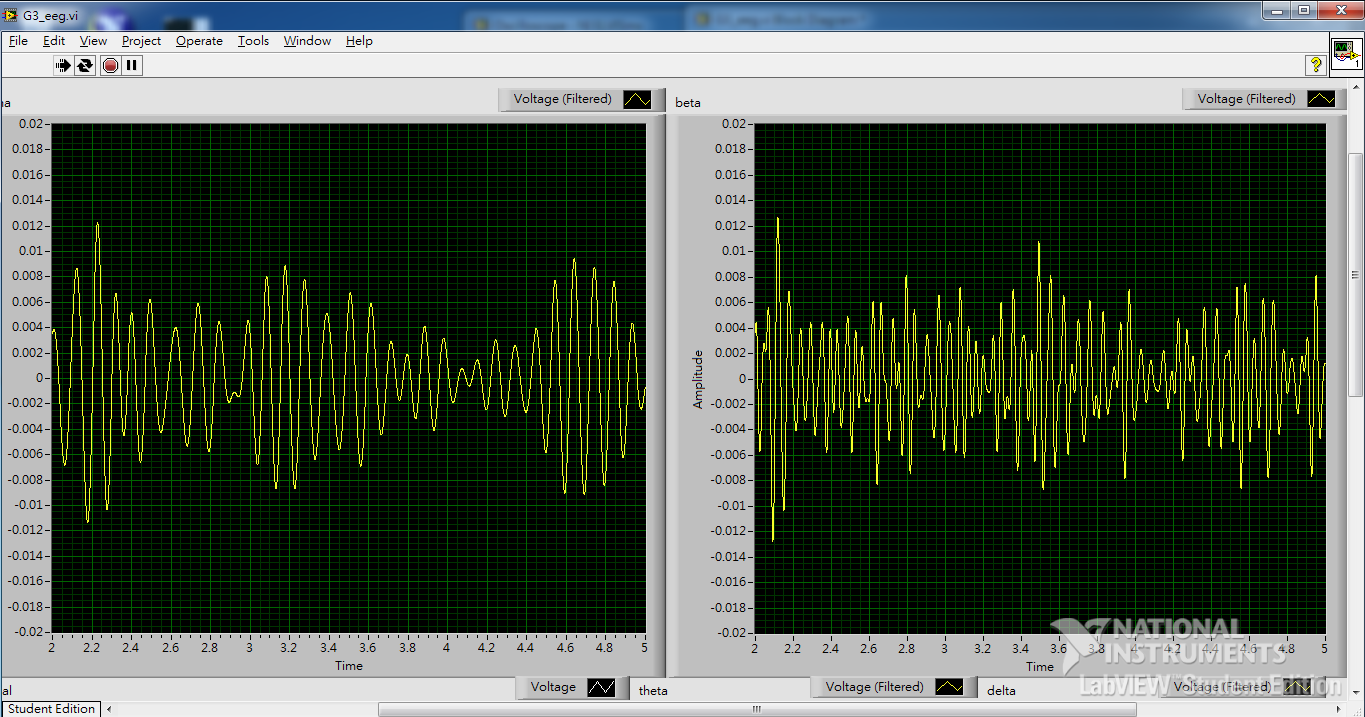 G3_eeg.vi
File Edit View Project Operate Tools Window Help
1
ha Voltage (Filtered) beta Voltage (Filtered)
0.02 0.02
0.018 0.018
0.016 0.016
0.014 0.014
0.012 0.012
0.01 0.01
0.008 0.008
0.006 0.006
0.004 0.004
0.002 0.002
0 0
-0.002 -0.002
-0.004 -0.004
-0.006 -0.006
-0.008 -0.008
-0.01 -0.01
-0.012 -0.012
-0.014 -0.014
-0.016 -0.016
-0.018 -0.018
-0.02 -0.02
Amplitude
2 2.2 2.4 2.6 2.8 3 3.2 3.4 3.6 3.8 4 4.2 4.4 4.6 4.8 5
2 2.2 2.4 2.6 2.8 3 3.2 3.4 3.6 3.8 4 4.2 4.4 4.6 4.8 5
Time Time
NATIONAL
INSTRUMENTS
LabVIEW™ Student Edition
al Voltage theta Voltage (Filtered) delta Voltage (Filtered)
Student Edition